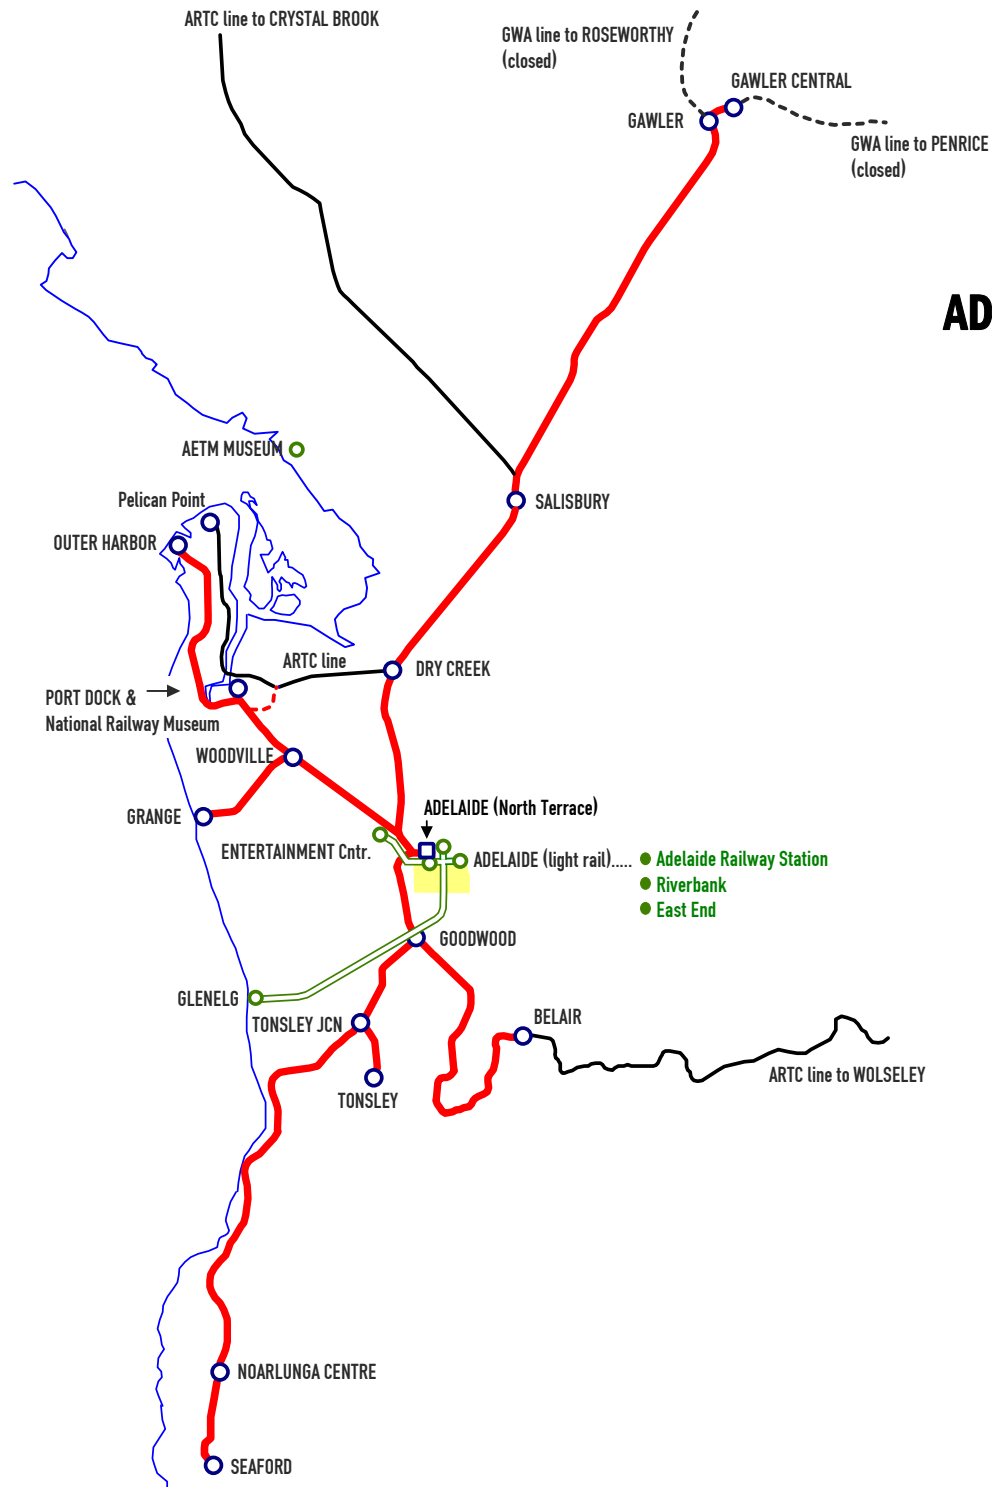 ARTC line to CRYSTAL BROOK
GWA line to ROSEWORTHY
(closed)
GAWLER CENTRAL
GAWLER
GWA line to PENRICE
(closed)
AD
AETM MUSEUM
Pelican Point
SALISBURY
OUTER HARBOR
ARTC line
DRY CREEK
PORT DOCK &
National Railway Museum
WOODVILLE
GRANGE
ADELAIDE (North Terrace)
ENTERTAINMENT Cntr.
ADELAIDE (light rail).....
Adelaide Railway Station
Riverbank
East End
GOODWOOD
GLENELG
TONSLEY JCN
BELAIR
ARTC line to WOLSELEY
TONSLEY
NOARLUNGA CENTRE
SEAFORD